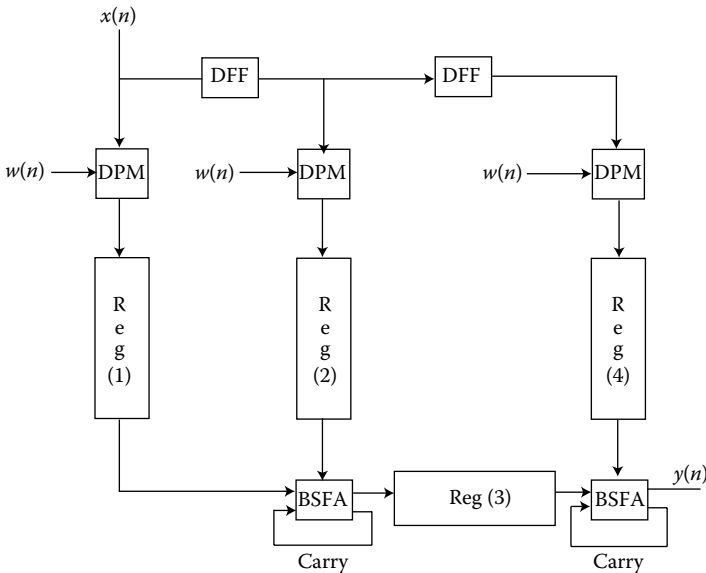 x(n)
DFF
DFF
w(n)
DPM
w(n)
DPM
w(n)
DPM
R
e
g
(1)
R
e
g
(2)
R
e
g
(4)
BSFA
Reg (3)
BSFA
y(n)
Carry
Carry